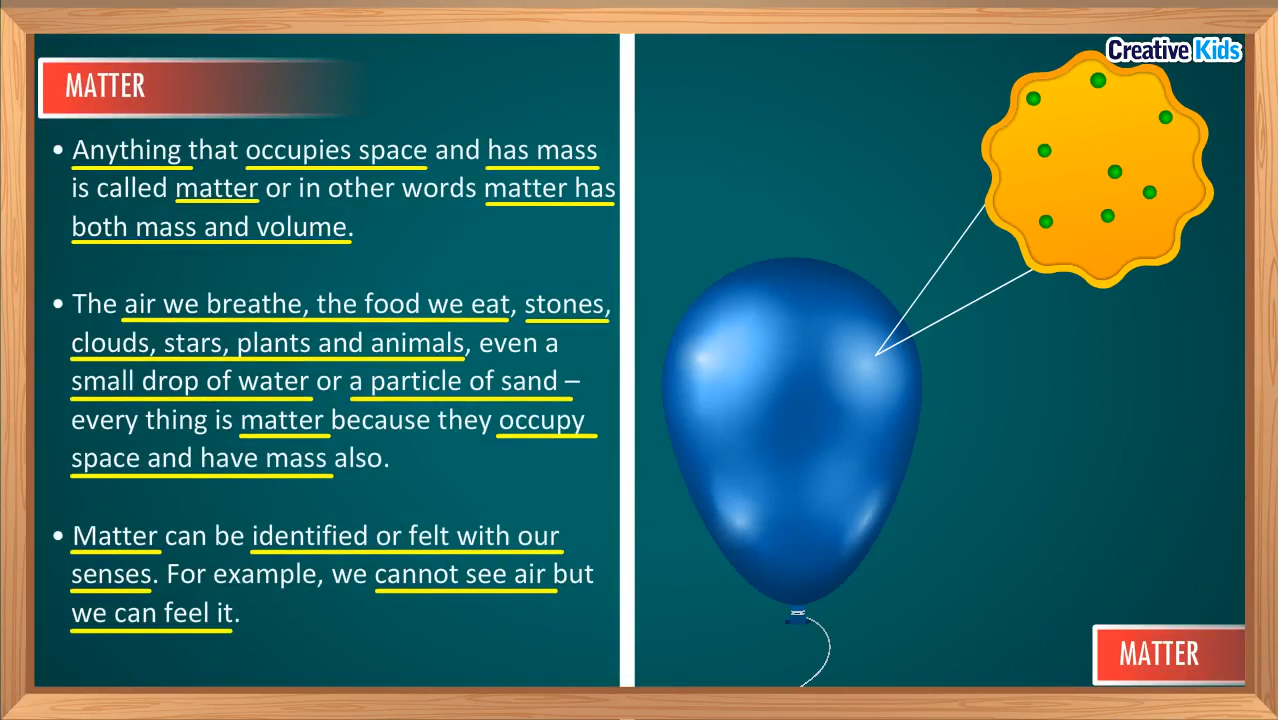 MATTER
• Anything that occupies space and has mass
is called matter or in other words matter has
both mass and volume.
• The air we breathe, the food we eat, stones,
clouds, stars, plants and animals, even a
small drop of water or a particle of sand –
every thing is matter because they occupy
space and have mass also.
• Matter can be identified or felt with our
senses. For example, we cannot see air but
we can feel it.
Creative Kids
MATTER